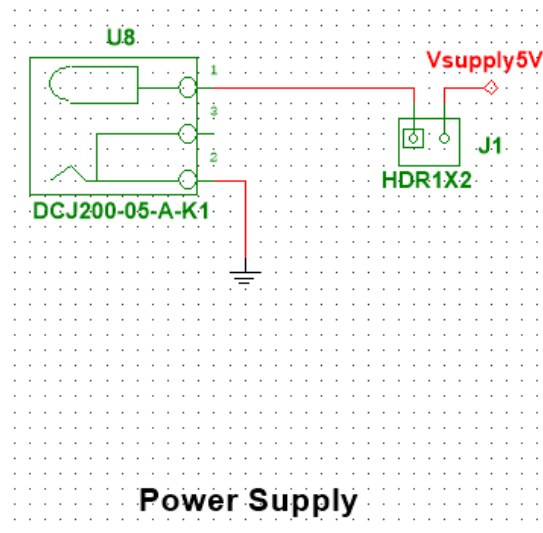 U8
Vsupply5V
1
3
2
J1
HDR1X2
DCJ200-05-A-K1
Power Supply